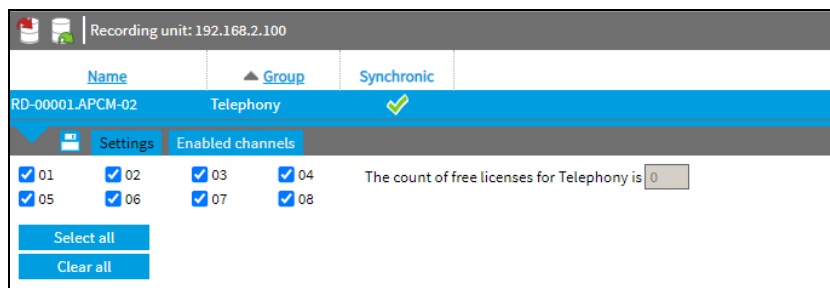 Recording unit: 192.168.2.100
Name Group Synchronic
RD-00001.APCM-02 Telephony
Settings Enabled channels
01 02 03 04 The count of free licenses for Telephony is 0
05 06 07 08
Select all
Clear all